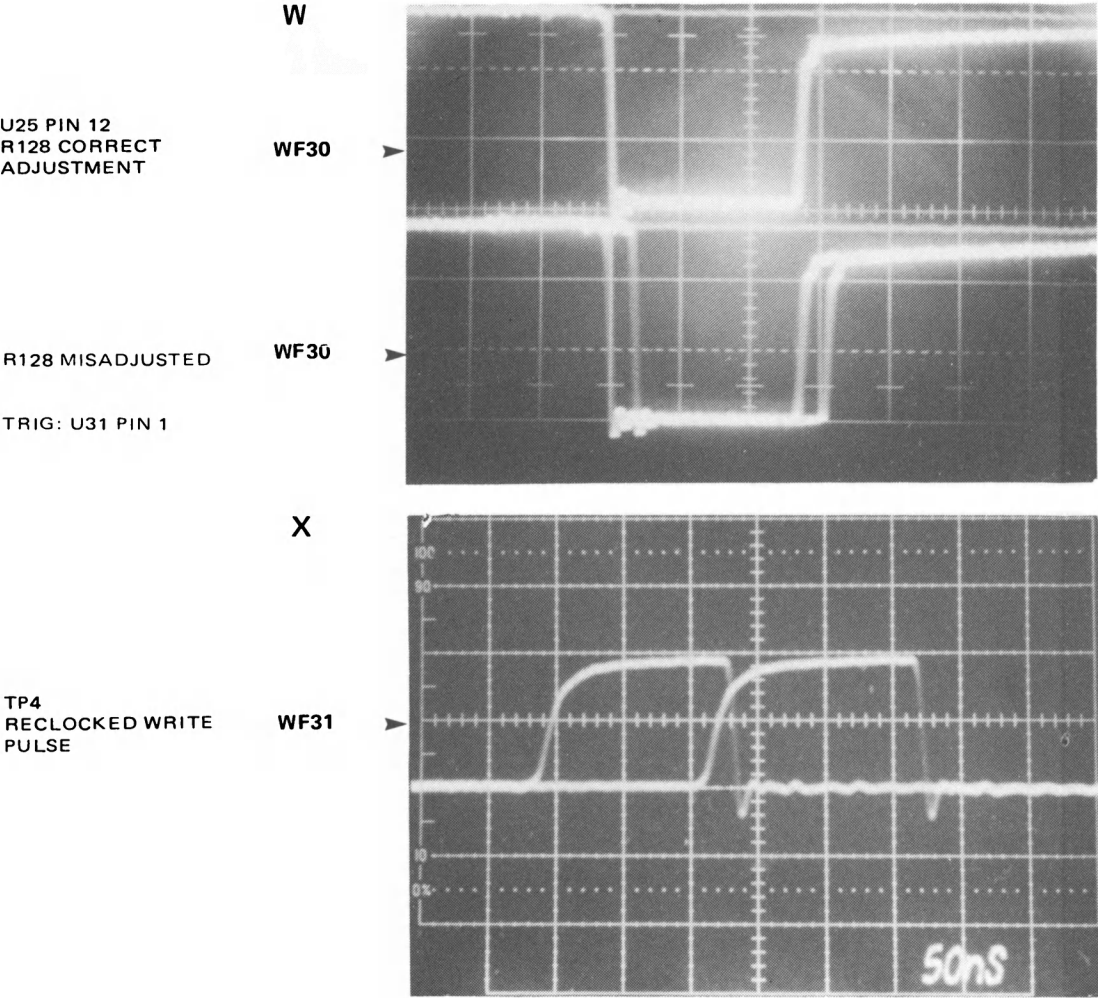 W
U25 PIN 12
R128 CORRECT
ADJUSTMENT
WF30
R128 MISADJUSTED
WF30
TRIG: U31 PIN 1
X
100
90
TP4
RECLOCKED WRITE
PULSE
WF31
10
0%
50nS